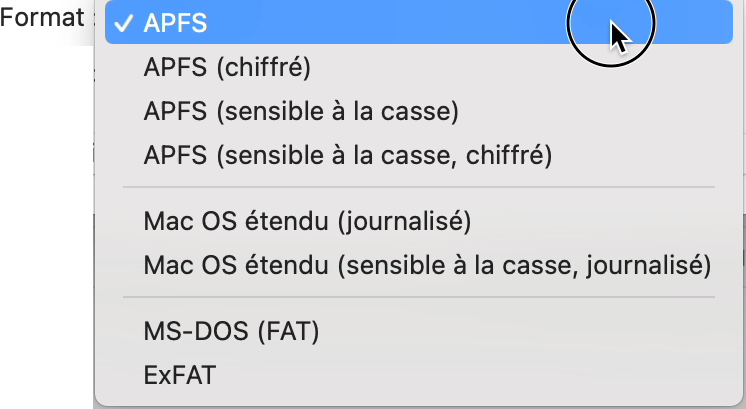 Format :
✓ APFS
APFS (chiffré)
APFS (sensible à la casse)
APFS (sensible à la casse, chiffré)
Mac OS étendu (journalisé)
Mac OS étendu (sensible à la casse, journalisé)
MS-DOS (FAT)
ExFAT